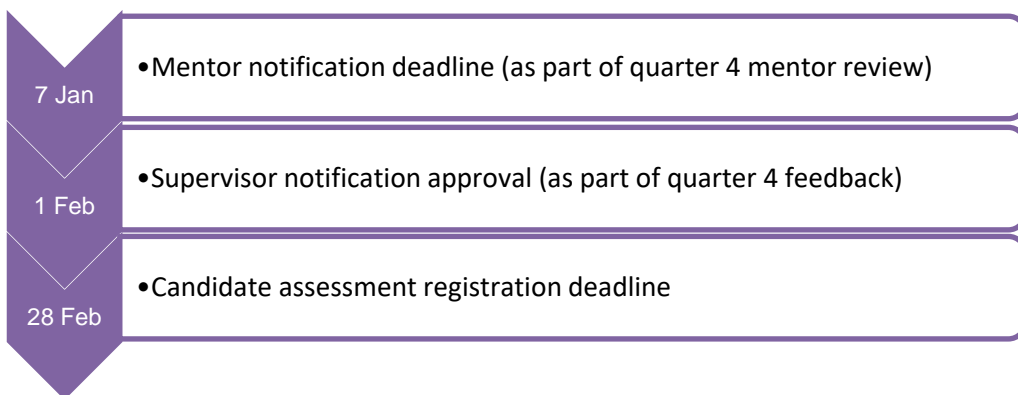 7 Jan
•Mentor notification deadline (as part of quarter 4 mentor review)
1 Feb
•Supervisor notification approval (as part of quarter 4 feedback)
28 Feb
•Candidate assessment registration deadline